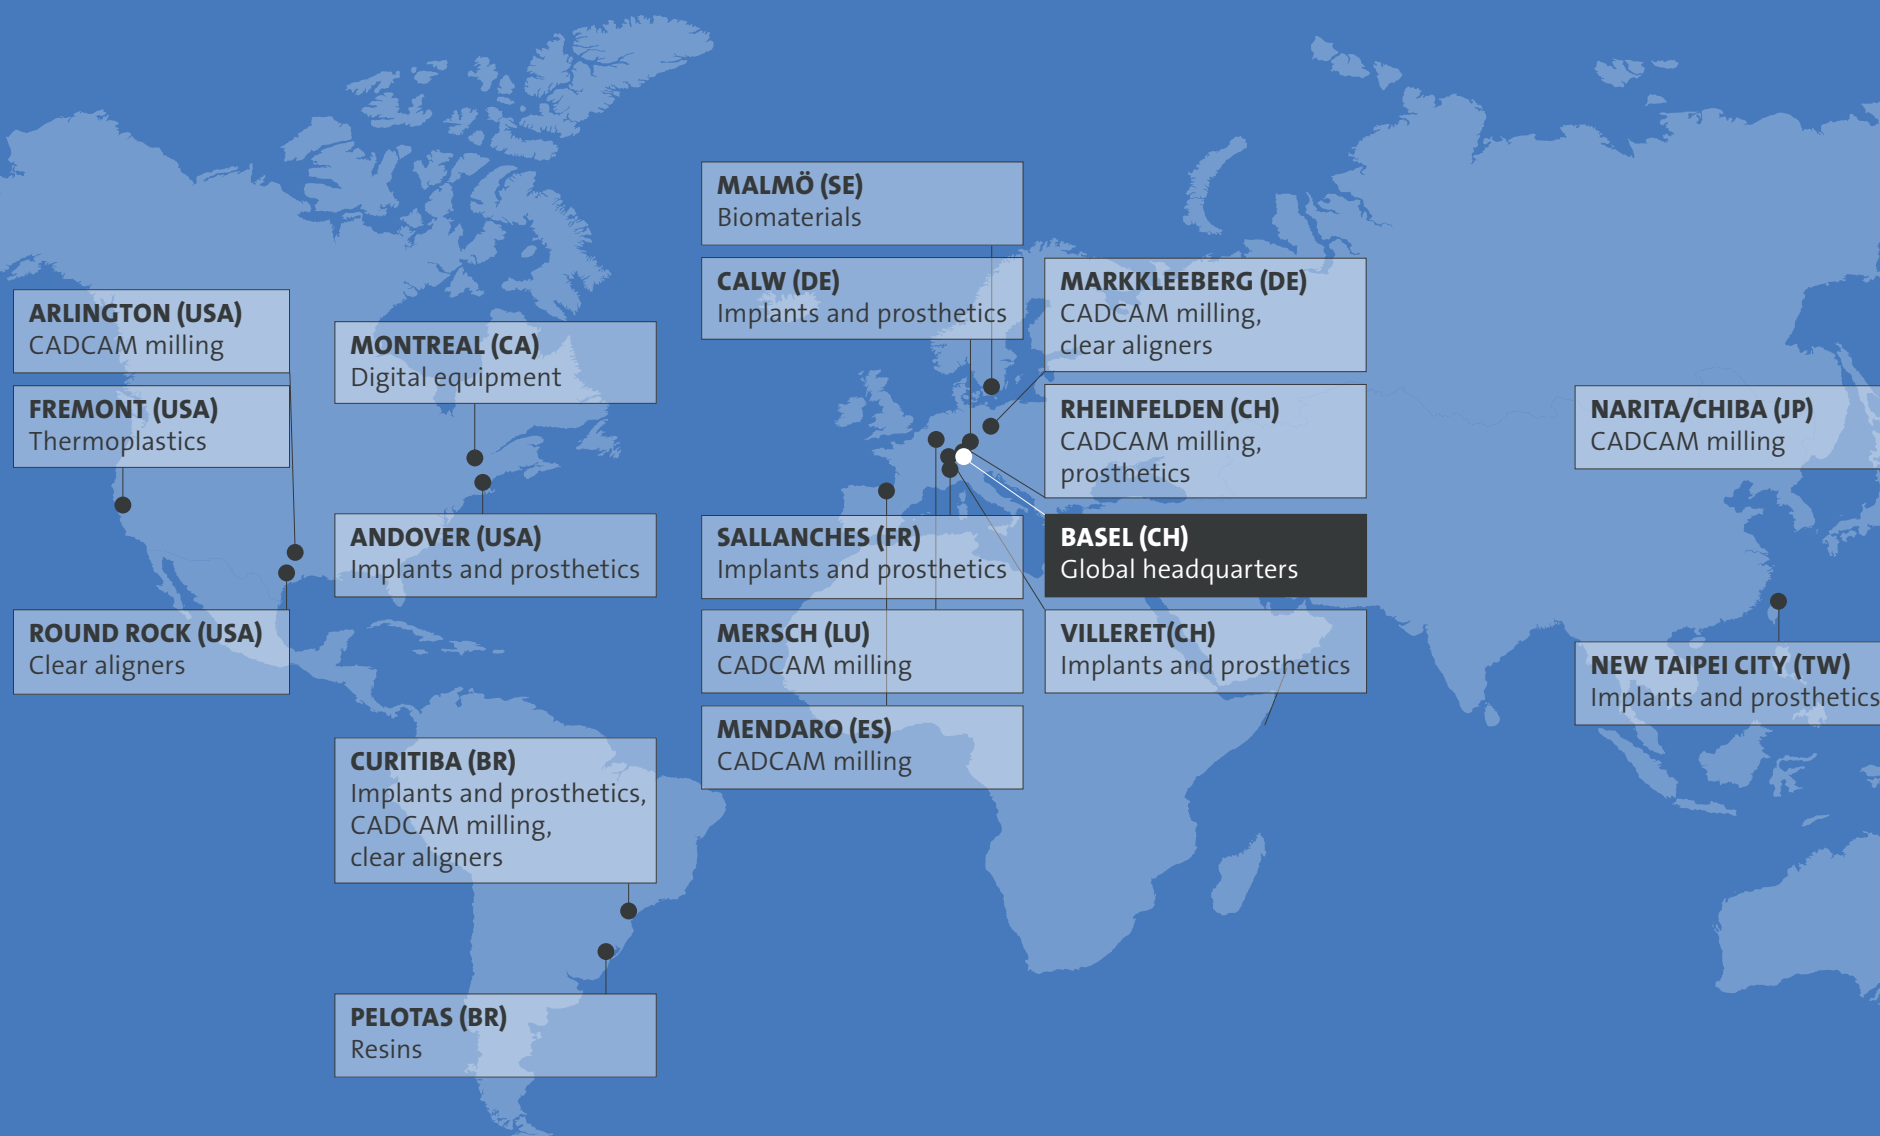 MALMÖ (SE)
Biomaterials
CALW (DE)
Implants and prosthetics
MARKKLEEBERG (DE)
CADCAM milling,
clear aligners
ARLINGTON (USA)
CADCAM milling
MONTREAL (CA)
Digital equipment
FREMONT (USA)
Thermoplastics
RHEINFELDEN (CH)
CADCAM milling,
prosthetics
NARITA/CHIBA (JP)
CADCAM milling
ANDOVER (USA)
Implants and prosthetics
SALLANCHES (FR)
Implants and prosthetics
BASEL (CH)
Global headquarters
ROUND ROCK (USA)
Clear aligners
MERSCH (LU)
CADCAM milling
VILLERET(CH)
Implants and prosthetics
NEW TAIPEI CITY (TW)
Implants and prosthetics
MENDARO (ES)
CADCAM milling
CURITIBA (BR)
Implants and prosthetics,
CADCAM milling,
clear aligners
PELOTAS (BR)
Resins